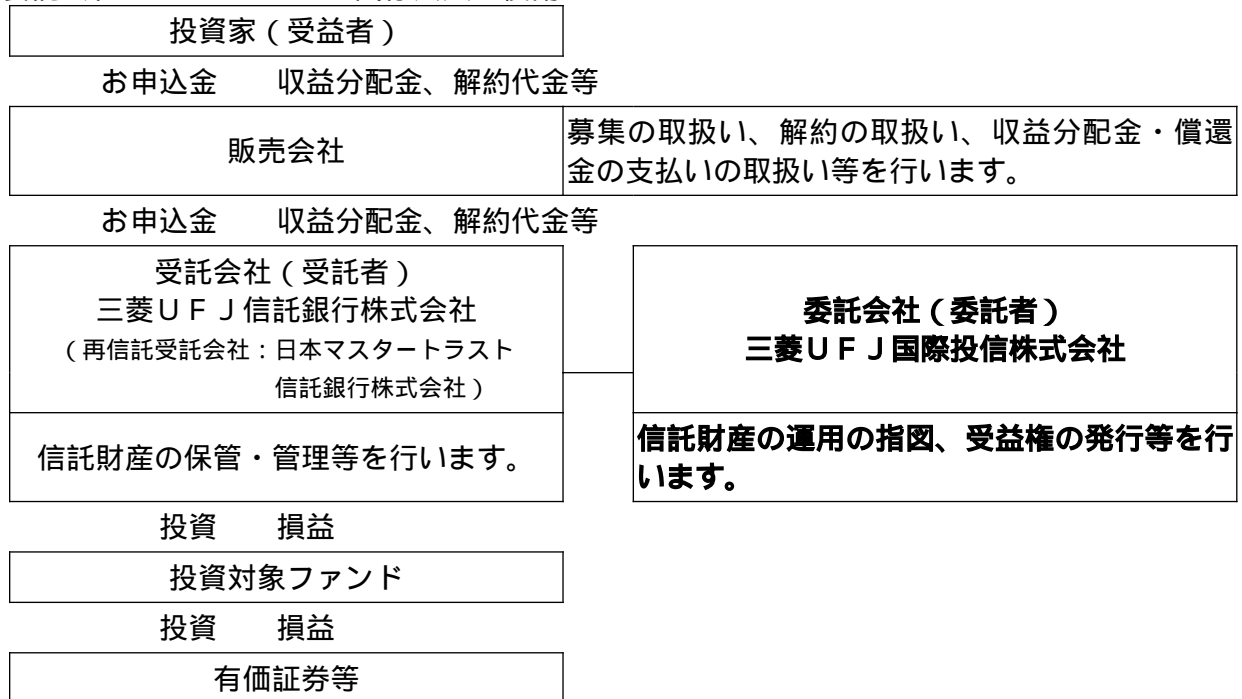 投資家(受益者)
お申込金　　収益分配金、解約代金等
販売会社
募集の取扱い、解約の取扱い、収益分配金・償還
金の支払いの取扱い等を行います。
お申込金　　収益分配金、解約代金等
受託会社(受託者)
三菱UFJ信託銀行株式会社
(再信託受託会社:日本マスタートラスト
信託銀行株式会社)
委託会社(委託者)
三菱UFJ国際投信株式会社
信託財産の保管・管理等を行います。
信託財産の運用の指図、受益権の発行等を行
います。
投資　　損益
投資対象ファンド
投資　　損益
有価証券等